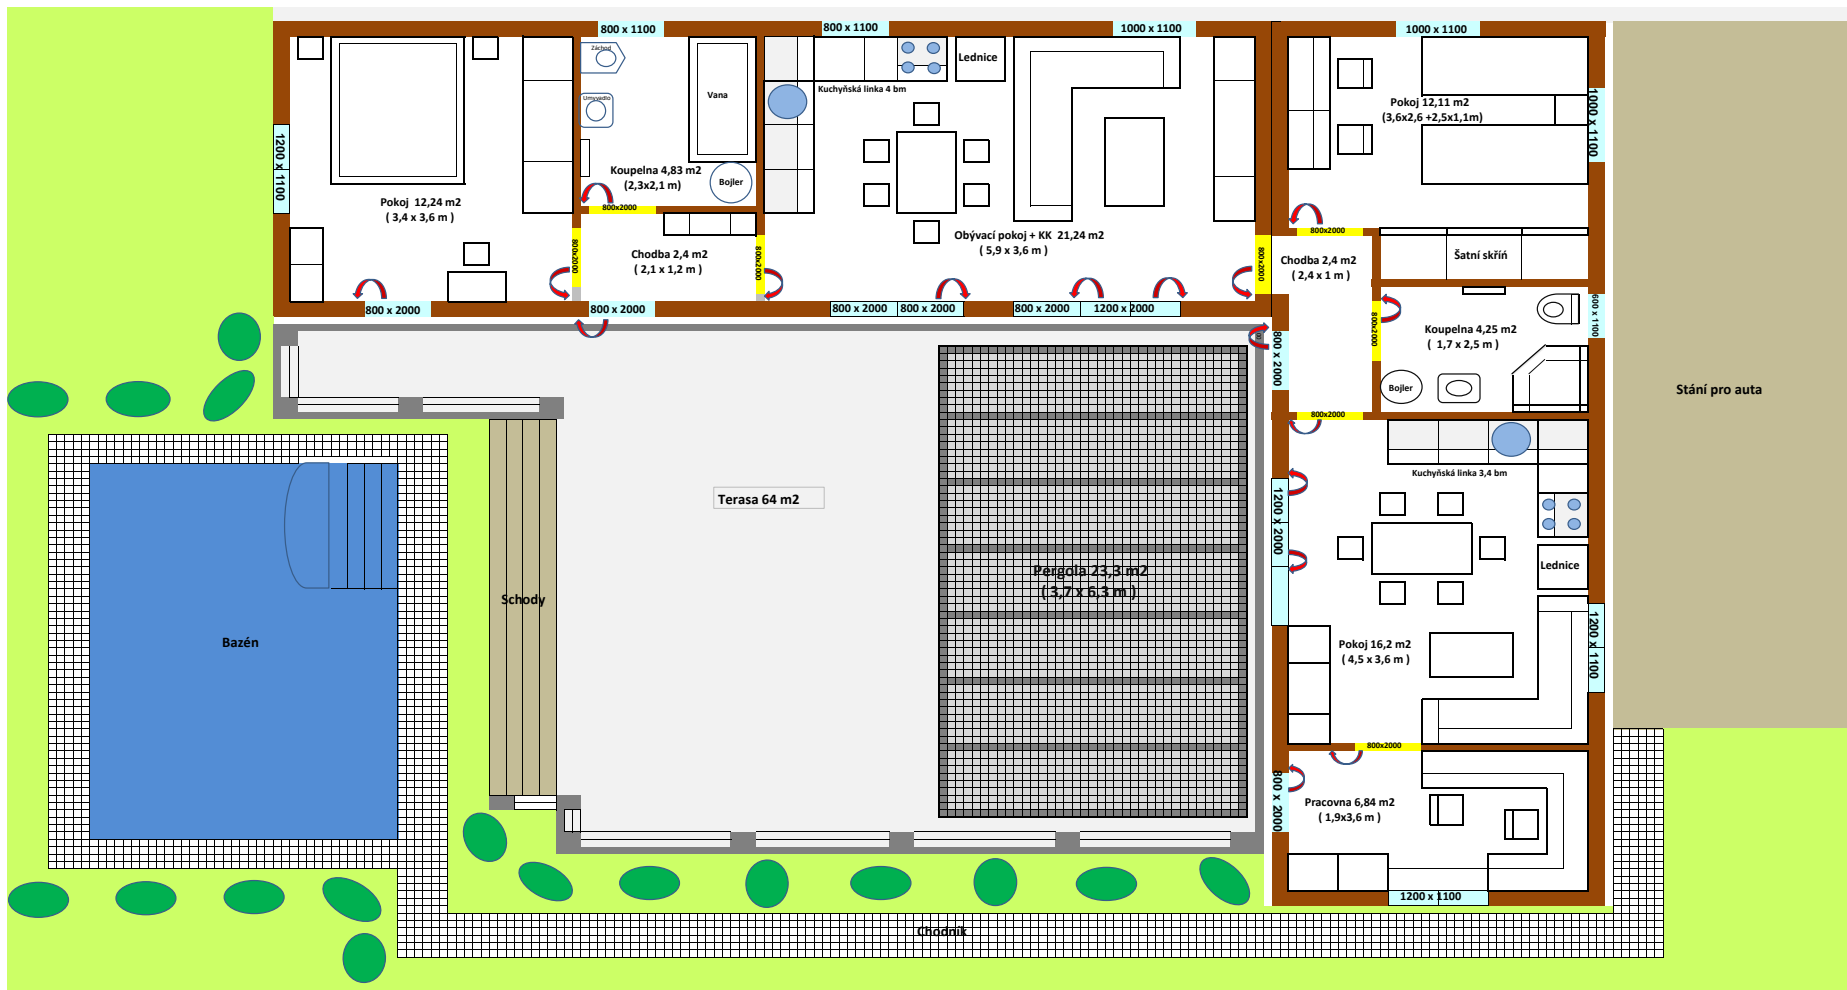 800 x 1100
800 x 1100
1000 x 1100
1000 x 1100
Záchod
Umyvadlo
Vana
Lednice
Kuchyňská linka 4 bm
Pokoj 12,11 m2
(3,6x2,6 +2,5x1,1m)
1000 x 1100
1200 x 1100
Koupelna 4,83 m2
(2,3x2,1 m)
Bojler
Pokoj 12,24 m2
( 3,4 x 3,6 m )
800x2000
Obývací pokoj + KK 21,24 m2
( 5,9 x 3,6 m )
800x2000
Chodba 2,4 m2
( 2,1 x 1,2 m )
800x2000
800x2000
800x2000
Chodba 2,4 m2
( 2,4 x 1 m )
Šatní skříň
800 x 2000
800 x 2000
800 x 2000
800 x 2000
800 x 2000
1200 x 2000
600 x 1100
800x2000
Koupelna 4,25 m2
( 1,7 x 2,5 m )
800 x 2000
Bojler
Stání pro auta
800x2000
Kuchyňská linka 3,4 bm
Terasa 64 m2
1200 x 2000
Lednice
Pergola 23,3 m2
( 3,7 x 6,3 m )
Schody
Bazén
Pokoj 16,2 m2
( 4,5 x 3,6 m )
1200 x 1100
800x2000
800 x 2000
Pracovna 6,84 m2
( 1,9x3,6 m )
1200 x 1100
Chodník